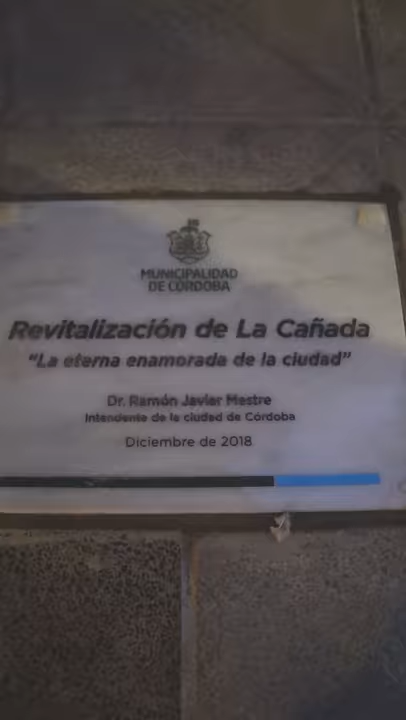 MUNICIPALIDAD
DE CÓRDOBA
Revitalización de La Cañada
"La eterna enamorada de la ciudad"
Dr. Ramón Javier Mestre
Intendente de la ciudad de Córdoba
Diciembre de 2018